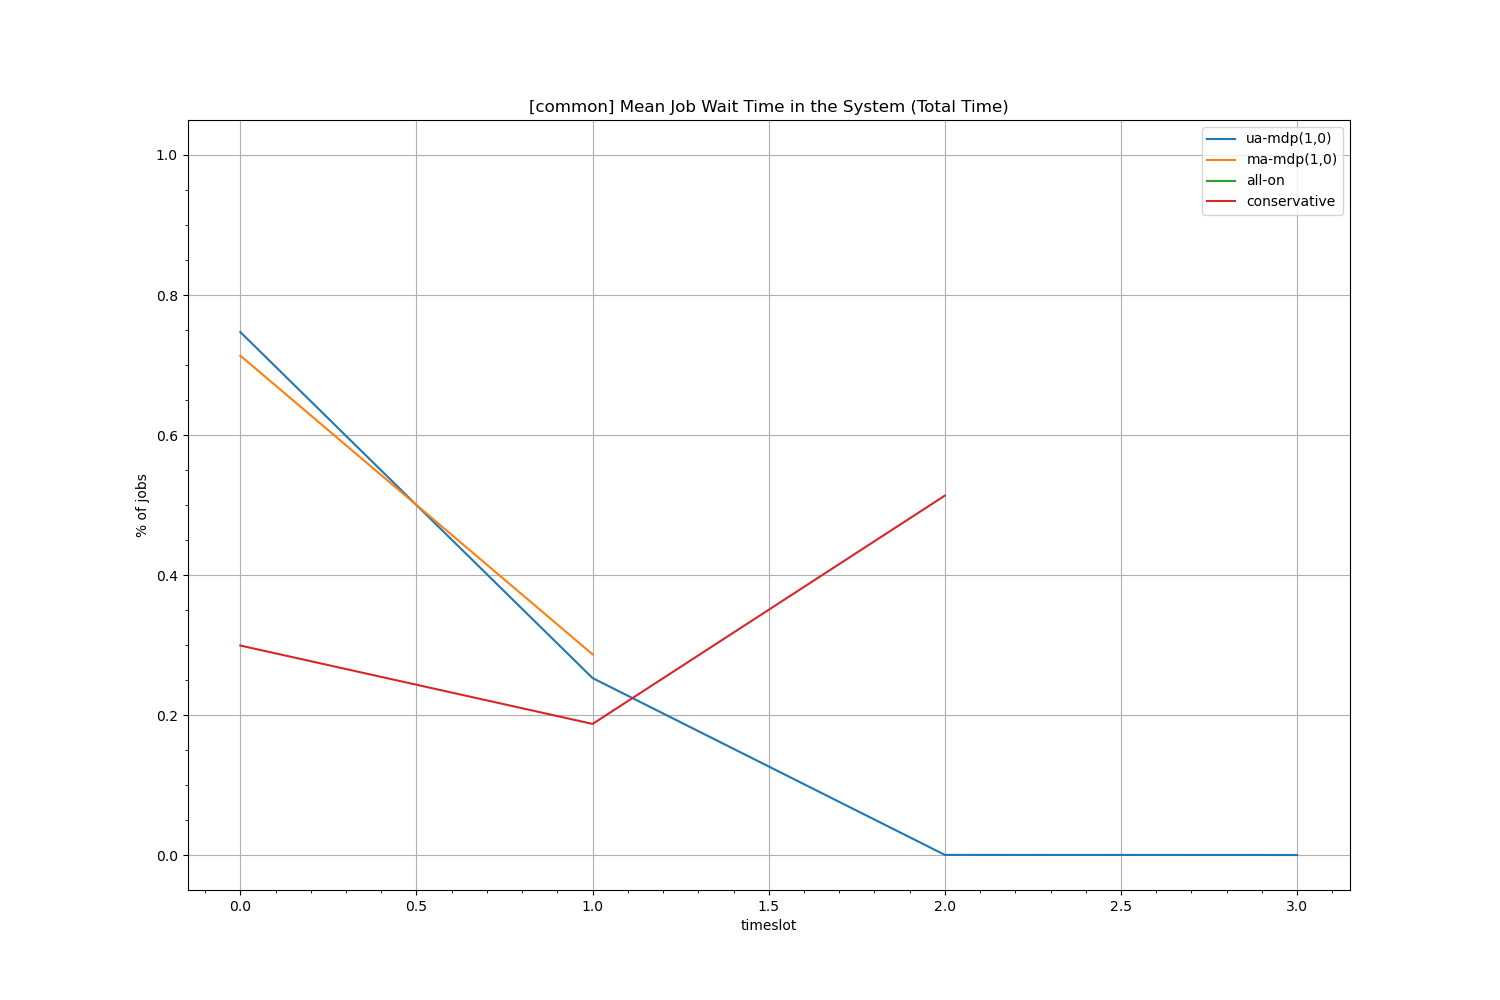 [common] Mean Job Wait Time in the System (Total Time)
ua-mdp(1,0)
ma-mdp(1,0)
all-on
conservative
1.0
0.8
0.6
0.4
0.2
0.0
% of jobs
0.0 0.5 1.0 1.5 2.0 2.5 3.0
timeslot